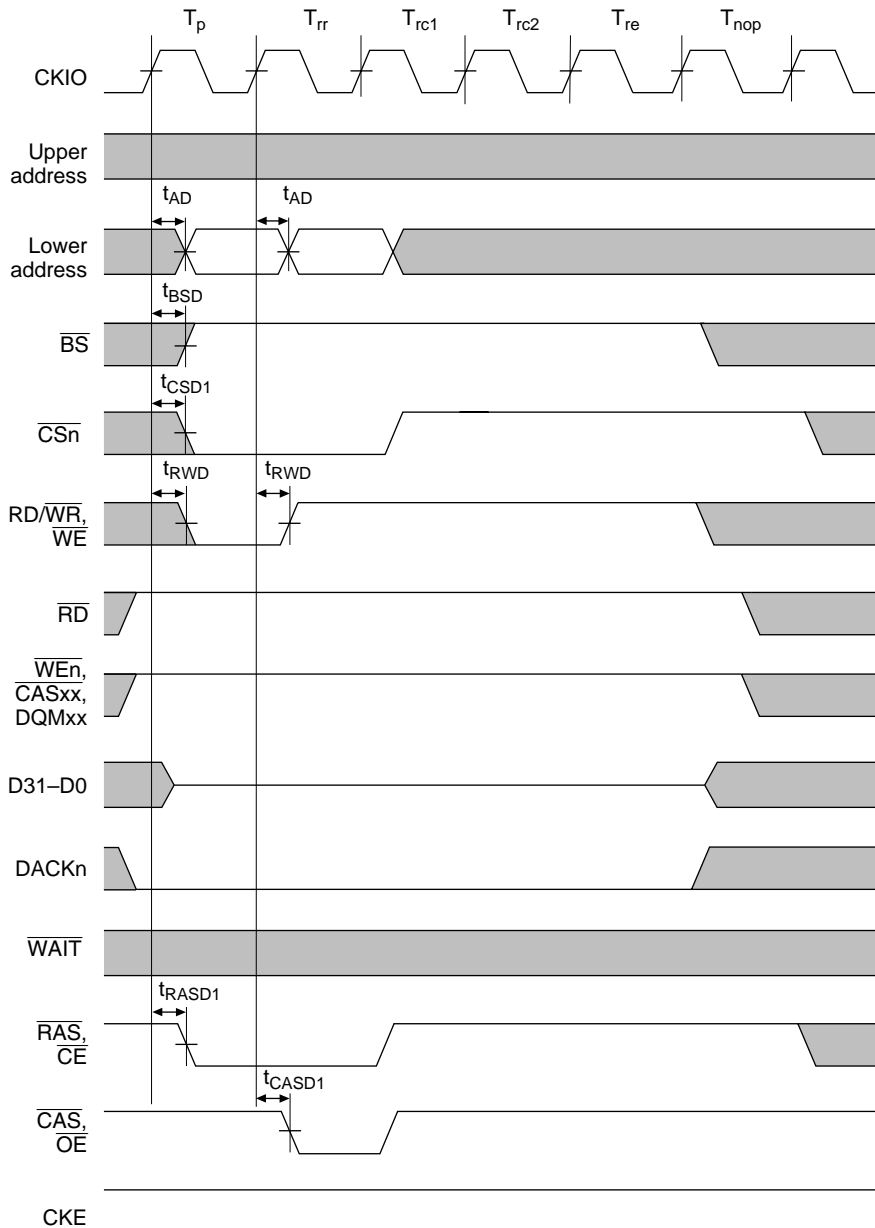 Tp Trr Trc1 Trc2 Tre Tnop
CKIO
Upper
address
tAD tAD
Lower
address
tBSD
BS
tCSD1
CSn
tRWD tRWD
RD/WR,
WE
RD
WEn,
CASxx,
DQMxx
D31–D0
DACKn
WAIT
tRASD1
RAS,
CE
tCASD1
CAS,
OE
CKE